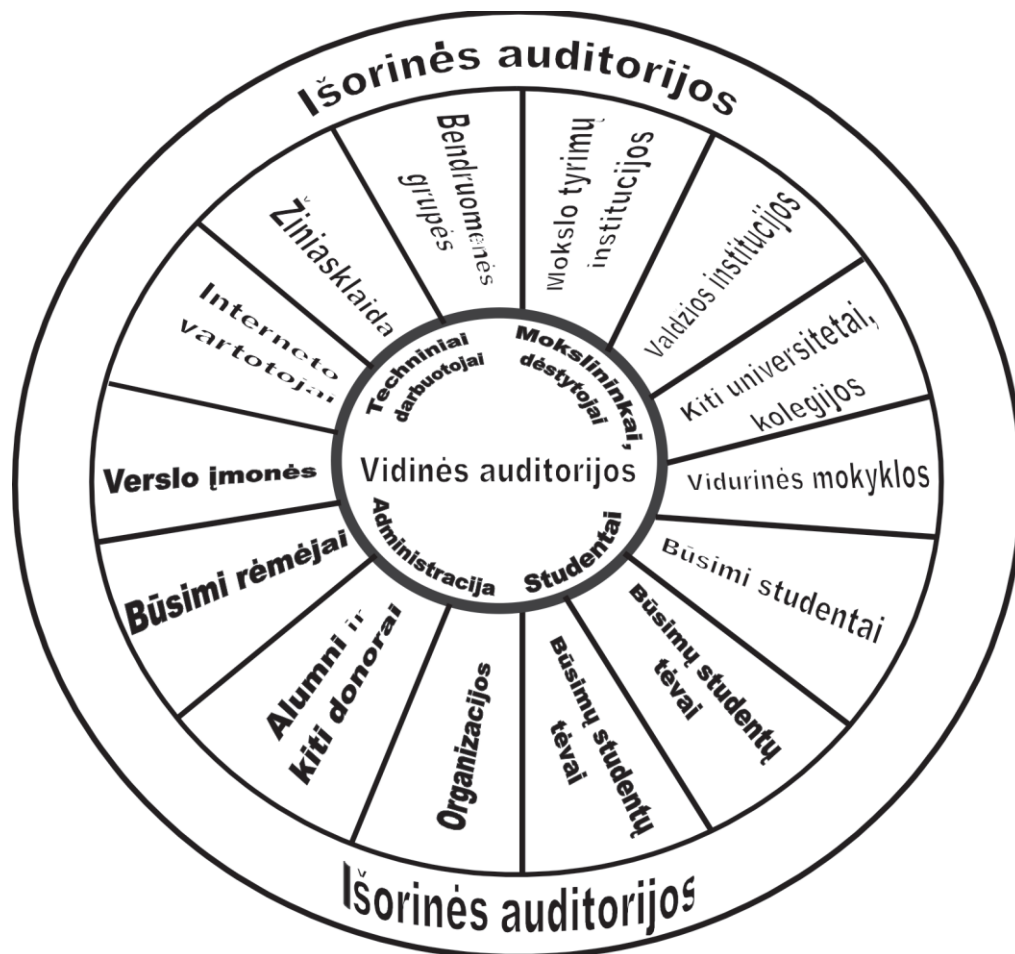 Išorinės auditorijos
Bendruomenės
grupės
Mokslo tyrimų
institucijos
Valdzios institucijos
Kiti universitetai,
kolegijos
Vidurinės mokyklos
Būsimi studentai
Būsimų studentų
tėvai
Būsimų studentų
tėvai
Organizacijos
Alumni ir
kiti donorai
Būsimi rėmėjai
Verslo įmonės
Interneto
vartotojai
Žiniasklaida
Techniniai
darbuotojai
Mokslininkai,
dėstytojai
Vidinės auditorijos
Administracija
Studentai
Išorinės auditorijos